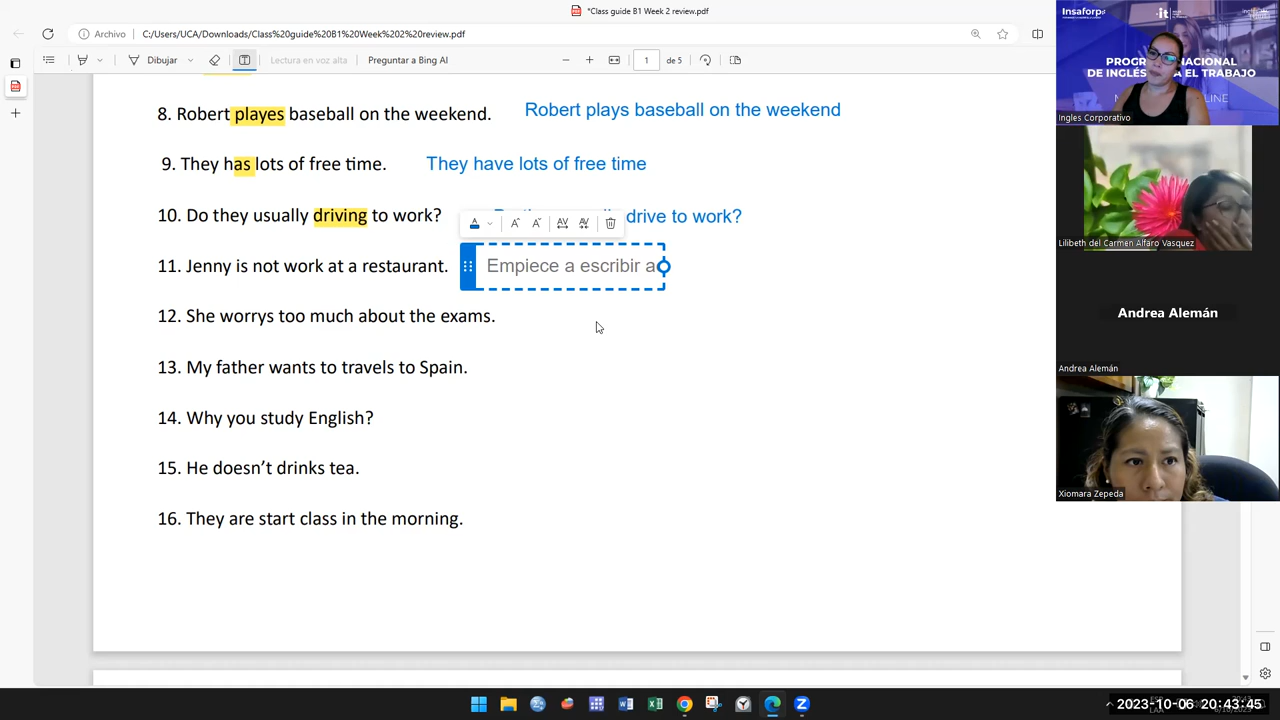 *Class guide B1 Week 2 review.pdf
Archivo C:/Users/UCA/Downloads/Class%20guide%20B1%20Week%202%20review.pdf
Dibujar Lectura en voz alta Preguntar a Bing AI 1 de 5
8. Robert playes baseball on the weekend. Robert plays baseball on the weekend
9. They has lots of free time. They have lots of free time
10. Do they usually driving to work? drive to work?
11. Jenny is not work at a restaurant. Empiece a escribir a
12. She worrys too much about the exams.
13. My father wants to travels to Spain.
14. Why you study English?
15. He doesn't drinks tea.
16. They are start class in the morning.
Insaforp
Ingles Corporativo
Lilibeth del Carmen Alfaro Vasquez
Andrea Alemán
Andrea Alemán
Xiomara Zepeda
2023-10-06 20:43:45